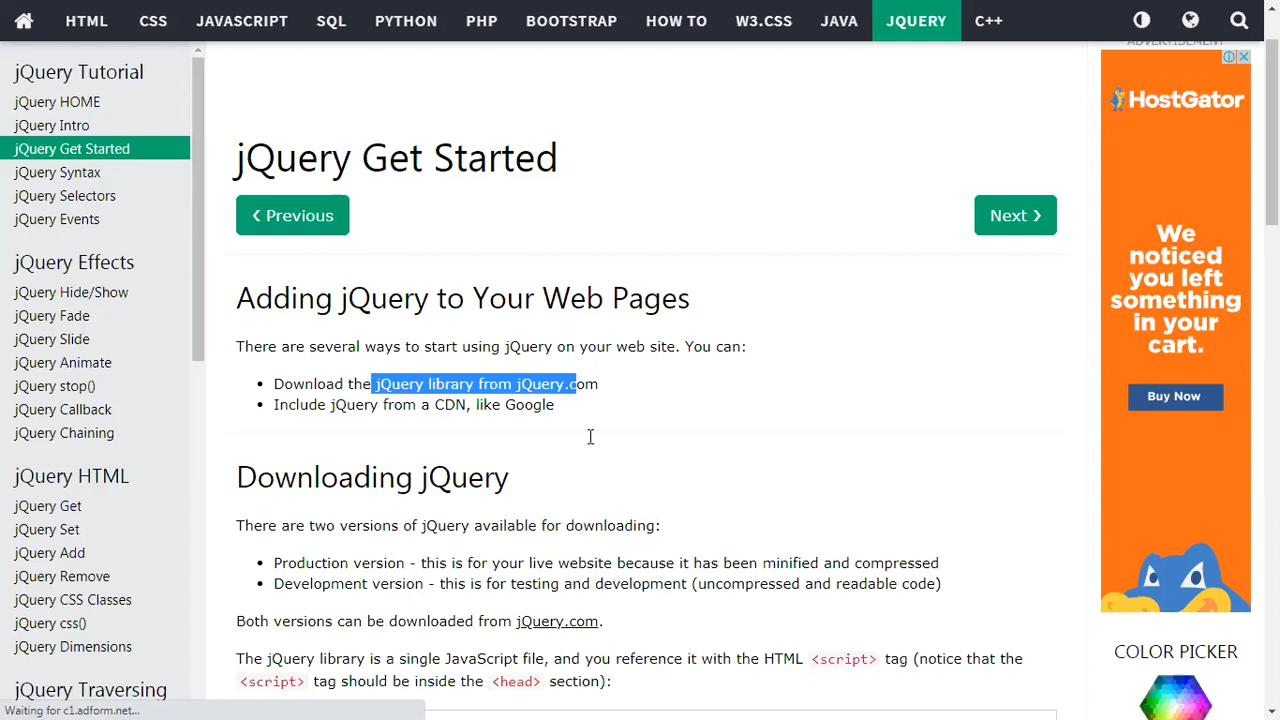 HTML CSS JAVASCRIPT SQL PYTHON PHP BOOTSTRAP HOW TO W3.CSS JAVA JQUERY C++
jQuery Tutorial
jQuery HOME
jQuery Intro
jQuery Get Started
jQuery Syntax
jQuery Selectors
jQuery Events
jQuery Effects
jQuery Hide/Show
jQuery Fade
jQuery Slide
jQuery Animate
jQuery stop()
jQuery Callback
jQuery Chaining
jQuery HTML
jQuery Get
jQuery Set
jQuery Add
jQuery Remove
jQuery CSS Classes
jQuery css()
jQuery Dimensions
jQuery Traversing
Waiting for c1.adform.net...
jQuery Get Started
❮ Previous
Next ❯
Adding jQuery to Your Web Pages
There are several ways to start using jQuery on your web site. You can:
• Download the jQuery library from jQuery.com
• Include jQuery from a CDN, like Google
Downloading jQuery
There are two versions of jQuery available for downloading:
• Production version - this is for your live website because it has been minified and compressed
• Development version - this is for testing and development (uncompressed and readable code)
Both versions can be downloaded from jQuery.com.
The jQuery library is a single JavaScript file, and you reference it with the HTML <script> tag (notice that the
<script> tag should be inside the <head> section):
ADVERTISEMENT
HostGator
We
noticed
you left
something
in your
cart.
Buy Now
COLOR PICKER